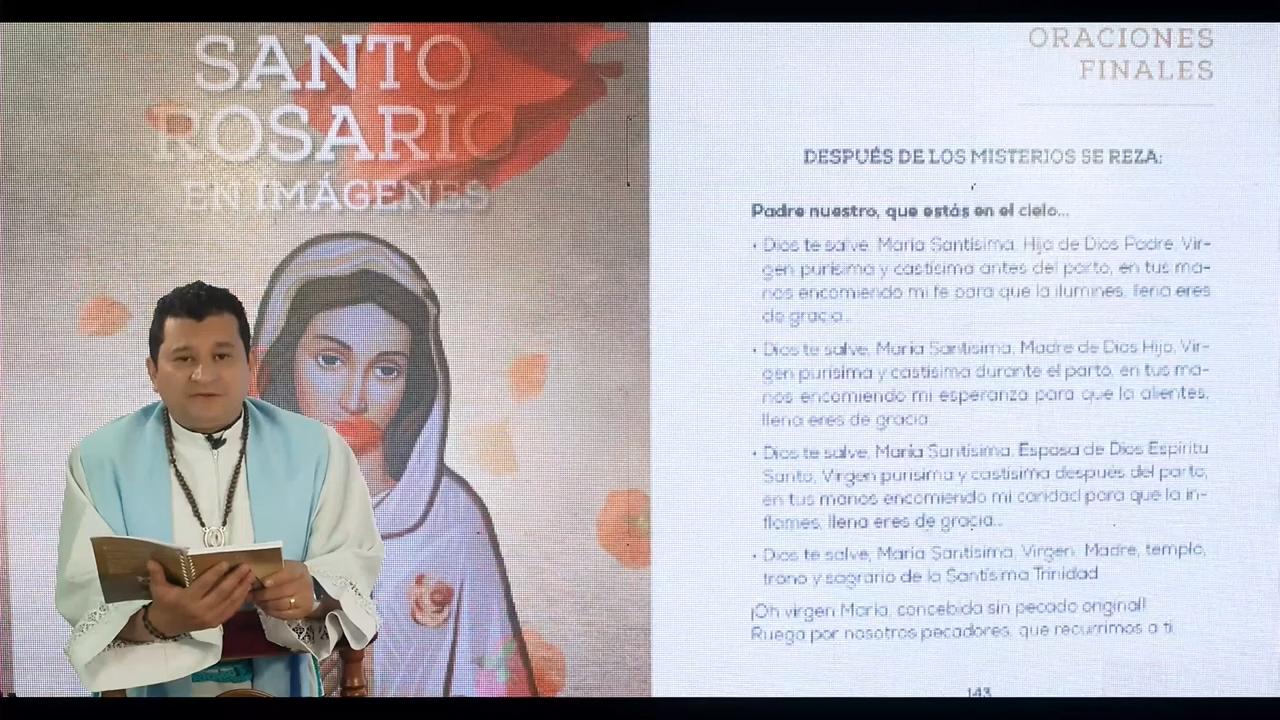 SANTO
ROSARIO
EN IMÁGENES
ORACIONES
FINALES
DESPUÉS DE LOS MISTERIOS SE REZA:
Padre nuestro, que estás en el cielo...
• Dios te salve, María Santísima, Hija de Dios Padre, Vir-
gen purísima y castísima antes del parto, en tus ma-
nos encomiendo mi fe para que la ilumines, llena eres
de gracia...
• Dios te salve, María Santísima, Madre de Dios Hijo, Vir-
gen purísima y castísima durante el parto, en tus ma-
nos encomiendo mi esperanza para que la alientes,
llena eres de gracia
• Dios te salve, María Santísima, Esposa de Dios Espíritu
Santo, Virgen purísima y castísima después del parto,
en tus manos encomiendo mi caridad para que la in-
flames, llena eres de gracia...
• Dios te salve, María Santísima, Virgen Madre, templo,
trono y sagrario de la Santísima Trinidad
¡Oh virgen María, concebida sin pecado original!
Ruega por nosotros pecadores, que recurrimos a ti
143